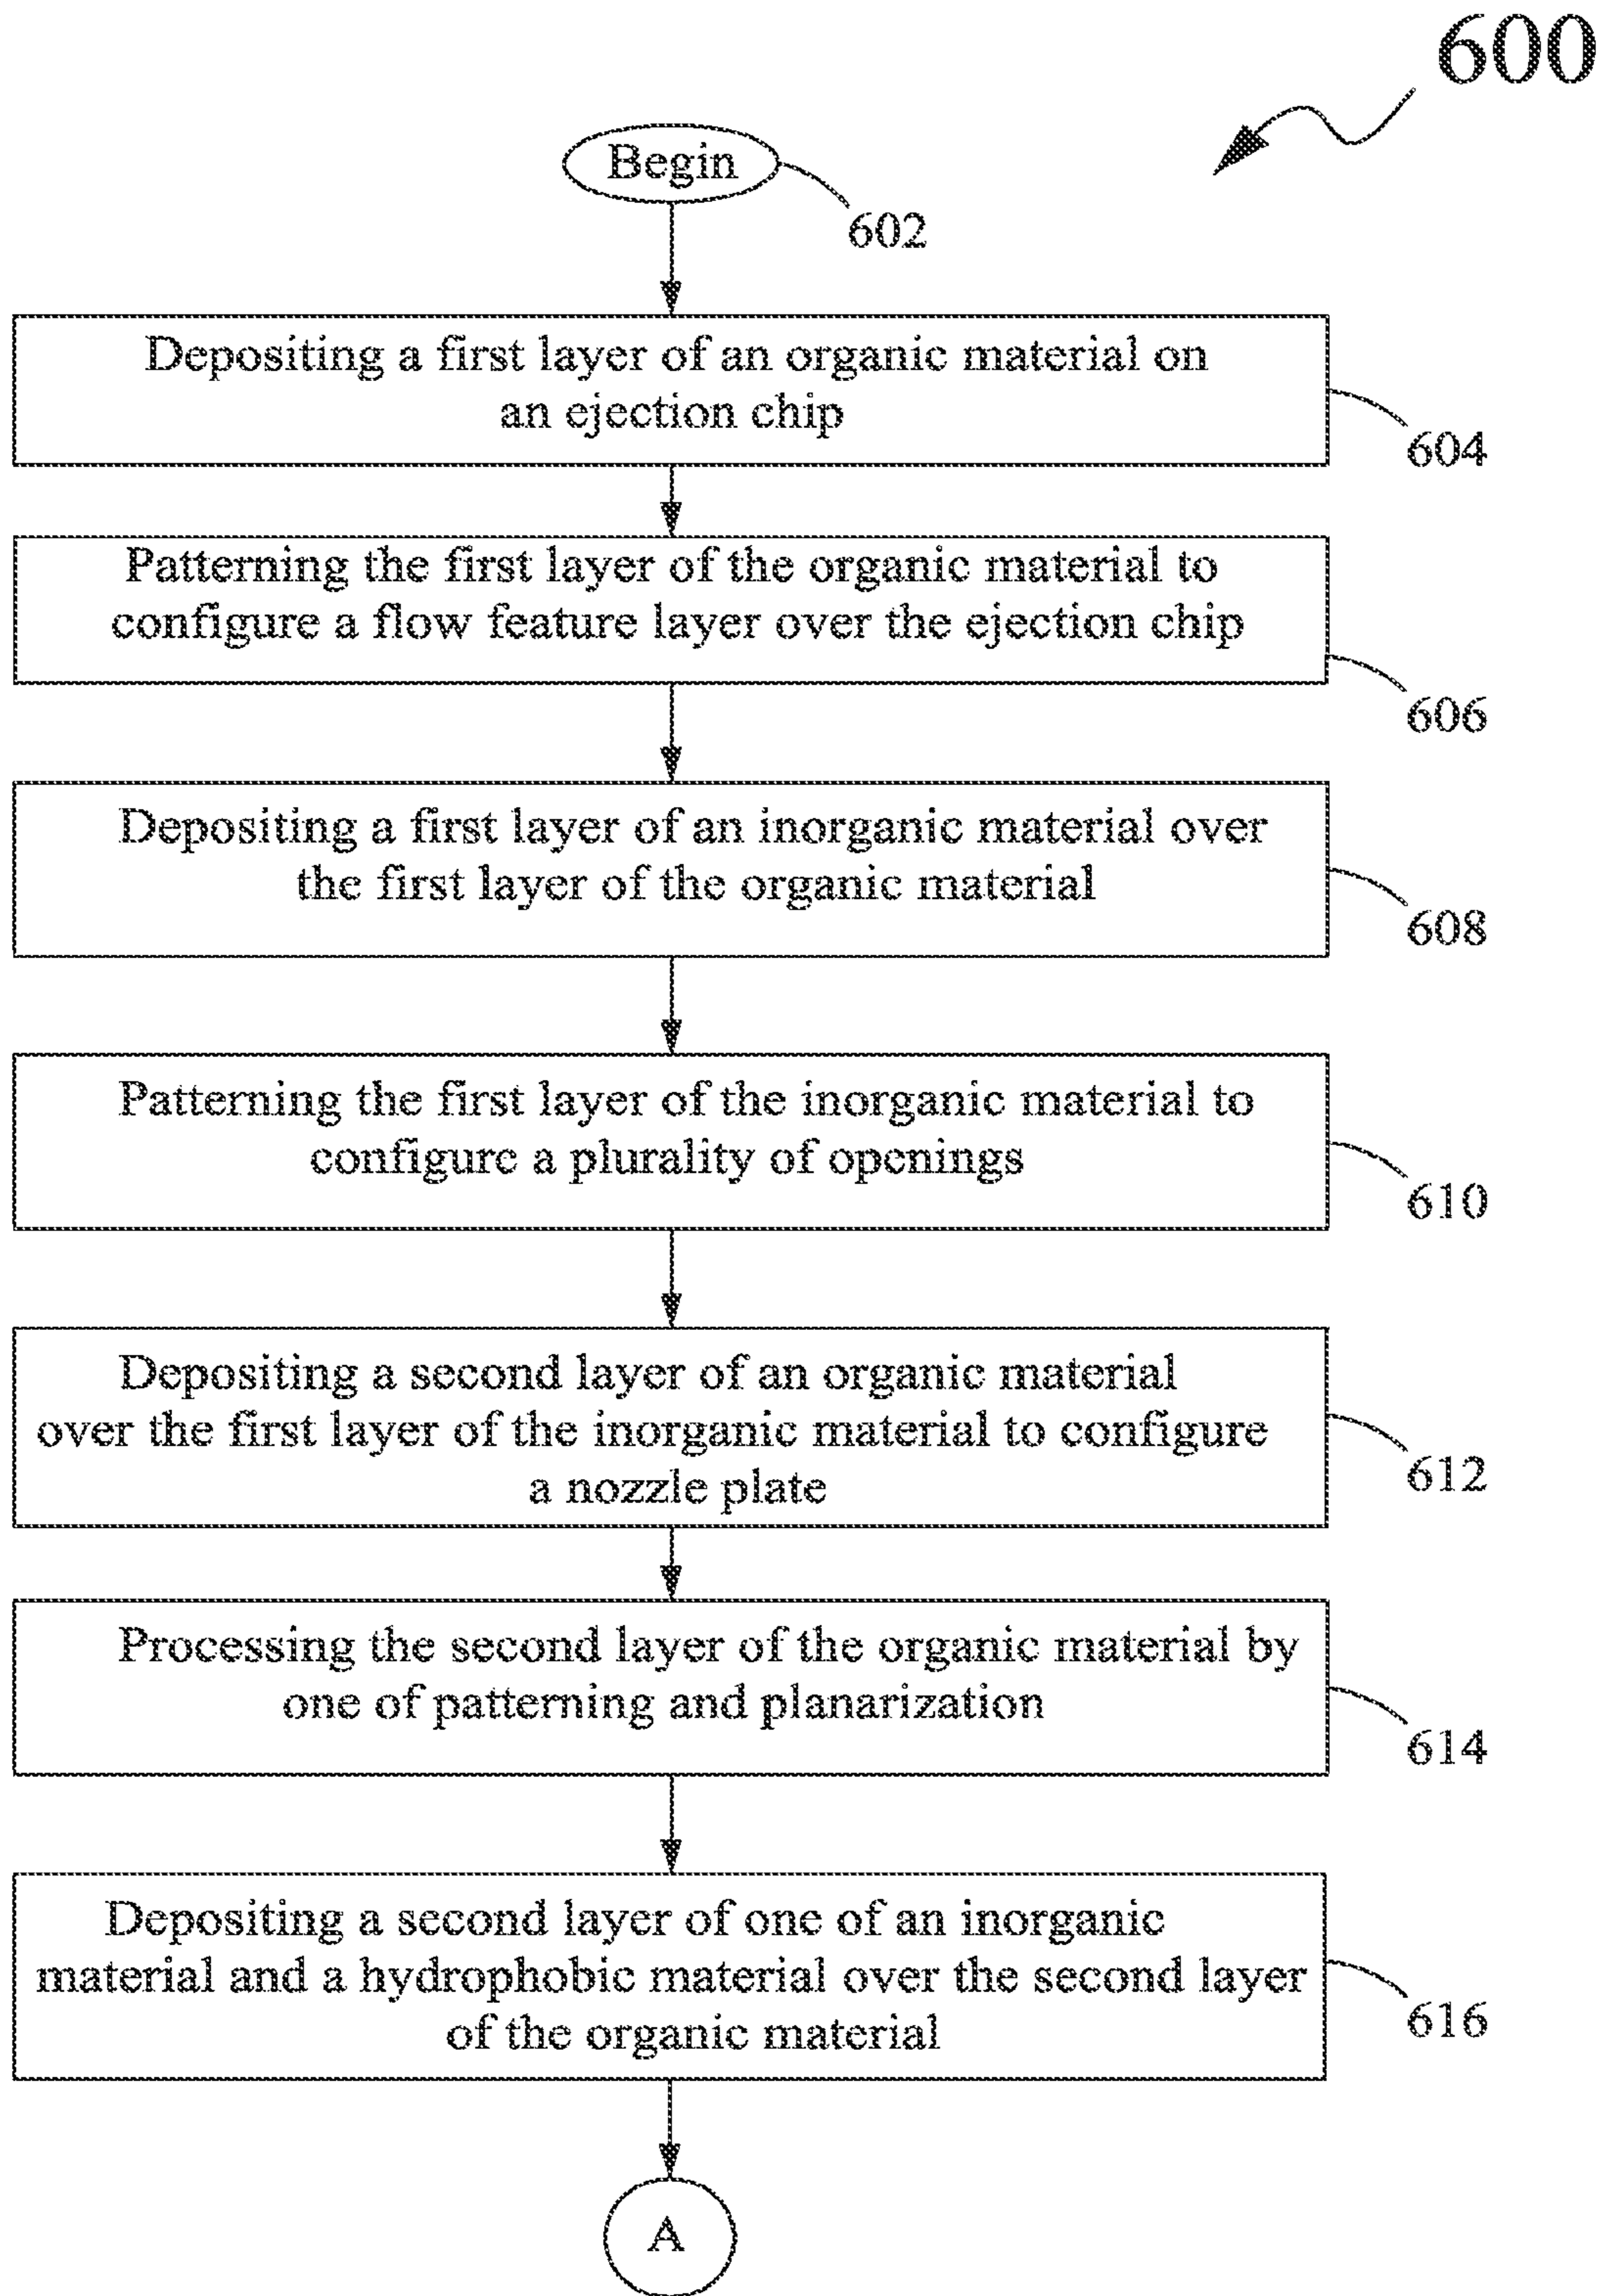 600
Begin
602
Depositing a first layer of an organic material on
an ejection chip
604
Patterning the first layer of the organic material to
configure a flow feature layer over the ejection chip
606
Depositing a first layer of an inorganic material over
the first layer of the organic material
608
Patterning the first layer of the inorganic material to
configure a plurality of openings
610
Depositing a second layer of an organic material
over the first layer of the inorganic material to configure
a nozzle plate
612
Processing the second layer of the organic material by
one of patterning and planarization
614
Depositing a second layer of one of an inorganic
material and a hydrophobic material over the second layer
of the organic material
616
A